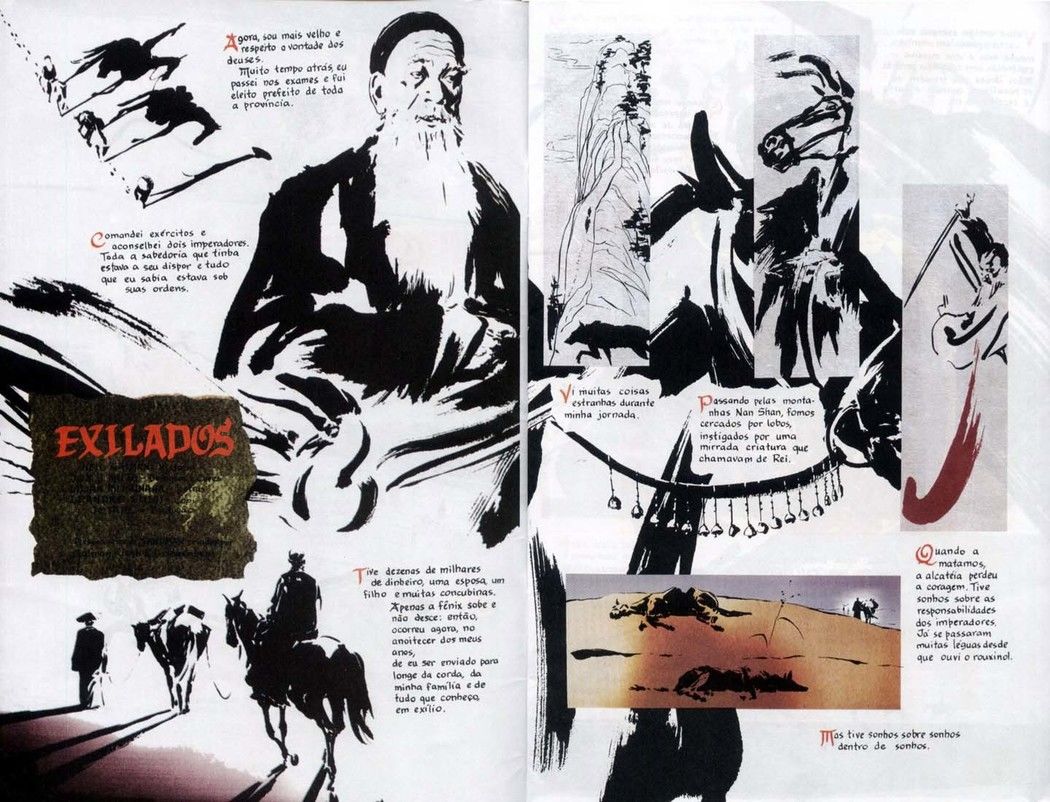 Agora, sou mais velho e
respeito o vontade dos
deuses.
Muito tempo atrás, eu
passei nos exames e fui
eleito prefeito de toda
a província.
Comandei exércitos e
aconselhei dois imperadores.
Toda a sabedoria que tinha
estava a seu dispor e tudo
que eu sabia estava sob
suas ordens.
EXILADOS
Tive dezenas de milhares
de dinheiro, uma esposa, um
filho e muitas concubinas.
Apenas a fênix sobe e
não desce: então,
ocorreu agora, no
anoitecer dos meus
anos,
de eu ser enviado para
longe da corda, da
minha família e de
tudo que conheço,
em exílio.
Vi muitas coisas
estranhas durante
minha jornada.
Passando pelas monta-
nhas Nan Shan, fomos
cercados por lobos,
instigados por uma
mirrada criatura que
chamavam de Rei.
Quando a
matamos,
a alcatéia perdeu
a coragem. Tive
sonhos sobre as
responsabilidades
dos imperadores.
Já se passaram
muitas léguas desde
que ouvi o rouxinol.
Mas tive sonhos sobre sonhos
dentro de sonhos.